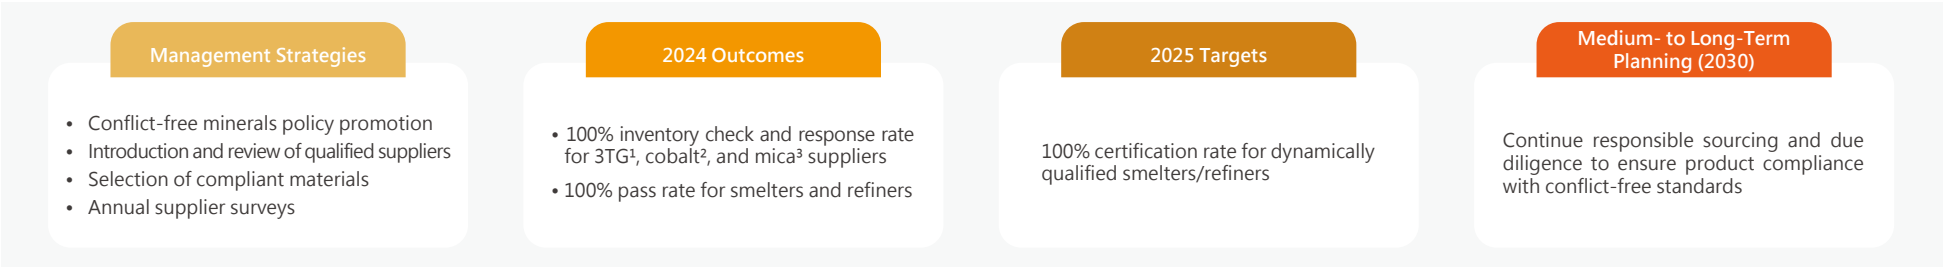 Management Strategies
• Conflict-free minerals policy promotion
• Introduction and review of qualified suppliers
• Selection of compliant materials
• Annual supplier surveys
2024 Outcomes
• 100% inventory check and response rate
for 3TG¹, cobalt², and mica³ suppliers
• 100% pass rate for smelters and refiners
2025 Targets
100% certification rate for dynamically
qualified smelters/refiners
Medium- to Long-Term
Planning (2030)
Continue responsible sourcing and due
diligence to ensure product compliance
with conflict-free standards